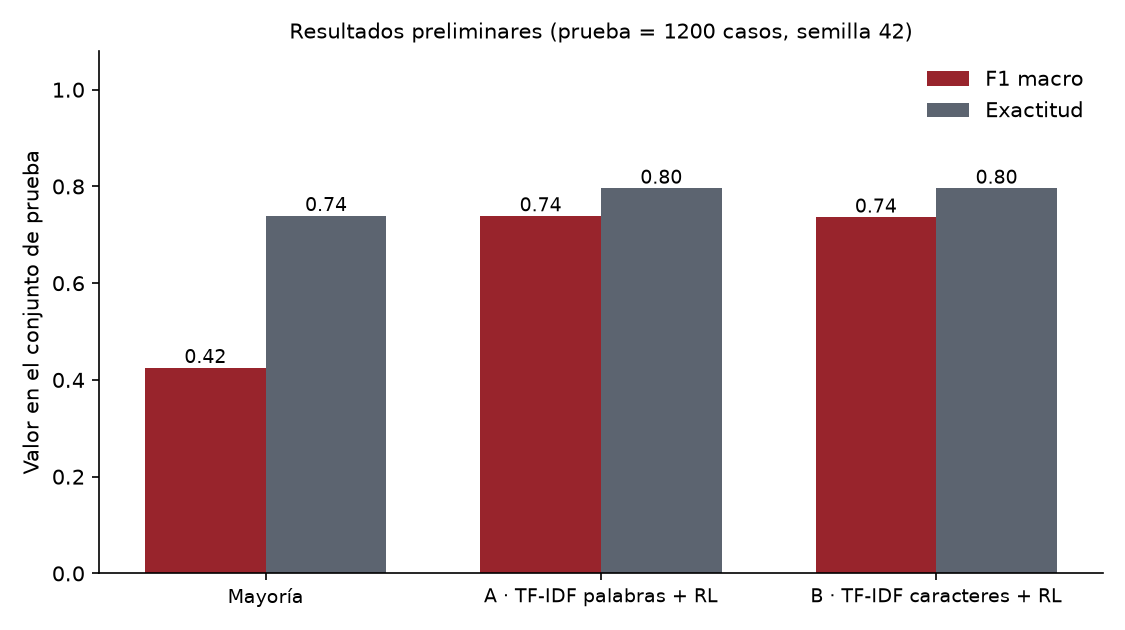 Resultados preliminares (prueba = 1200 casos, semilla 42)
F1 macro
Exactitud
Valor en el conjunto de prueba
1.0
0.8
0.6
0.4
0.2
0.0
0.42
0.74
0.74
0.80
0.74
0.80
Mayoría
A · TF-IDF palabras + RL
B · TF-IDF caracteres + RL